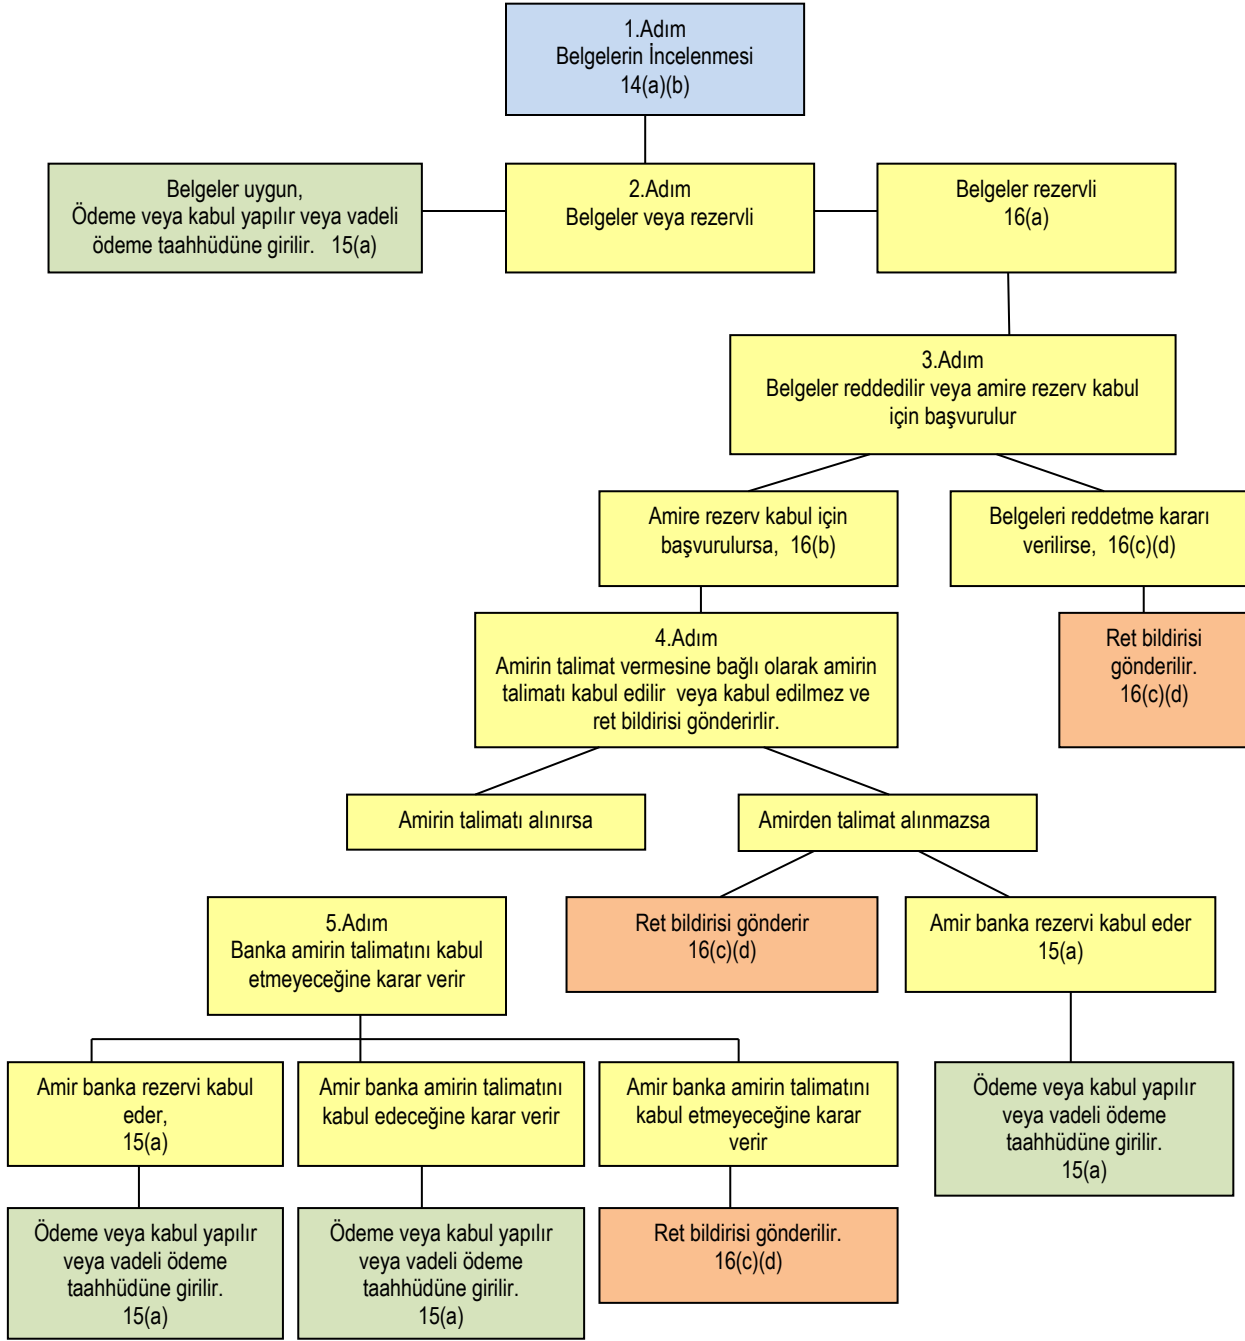 1.Adım
Belgelerin İncelenmesi
14(a)(b)
Belgeler uygun,
Ödeme veya kabul yapılır veya vadeli
ödeme taahhüdüne girilir. 15(a)
2.Adım
Belgeler veya rezervli
Belgeler rezervli
16(a)
3.Adım
Belgeler reddedilir veya amire rezerv kabul
için başvurulur
Amire rezerv kabul için
başvurulursa, 16(b)
Belgeleri reddetme kararı
verilirse, 16(c)(d)
4.Adım
Amirin talimat vermesine bağlı olarak amirin
talimatı kabul edilir veya kabul edilmez ve
ret bildirisi gönderirlir.
Ret bildirisi
gönderilir.
16(c)(d)
Amirin talimatı alınırsa
Amirden talimat alınmazsa
5.Adım
Banka amirin talimatını kabul
etmeyeceğine karar verir
Ret bildirisi gönderir
16(c)(d)
Amir banka rezervi kabul eder
15(a)
Amir banka rezervi kabul
eder,
15(a)
Amir banka amirin talimatını
kabul edeceğine karar verir
Amir banka amirin talimatını
kabul etmeyeceğine karar
verir
Ödeme veya kabul yapılır
veya vadeli ödeme
taahhüdüne girilir.
15(a)
Ödeme veya kabul yapılır
veya vadeli ödeme
taahhüdüne girilir.
15(a)
Ödeme veya kabul yapılır
veya vadeli ödeme
taahhüdüne girilir.
15(a)
Ret bildirisi gönderilir.
16(c)(d)